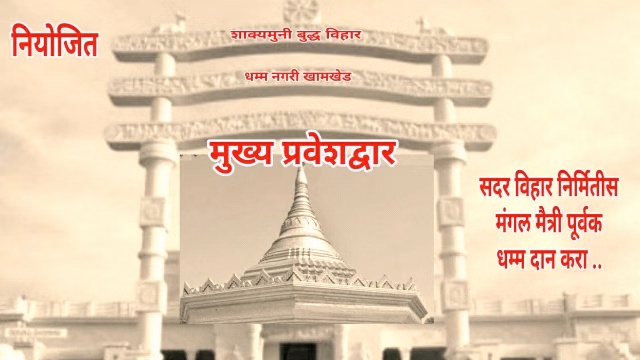 नियोजित
शाक्यमुनी बुद्ध विहार
धम्म नगरी खामखेड
मुख्य प्रवेशद्वार
सदर विहार निर्मितीस
मंगल मैत्री पूर्वक
धम्म दान करा ..